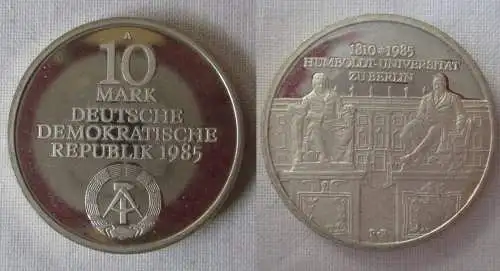 A
10
MARK
DEUTSCHE
DEMOKRATISCHE
REPUBLIK 1985
1810*1985
HUMBOLDT-UNIVERSITÄT
ZU BERLIN